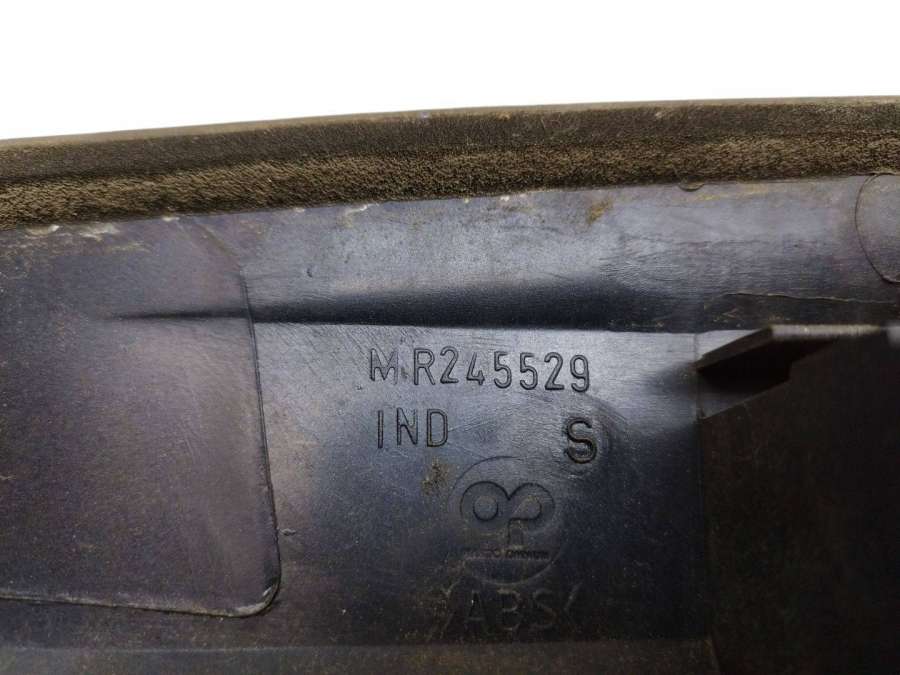 MR245529
IND S
>ABS<